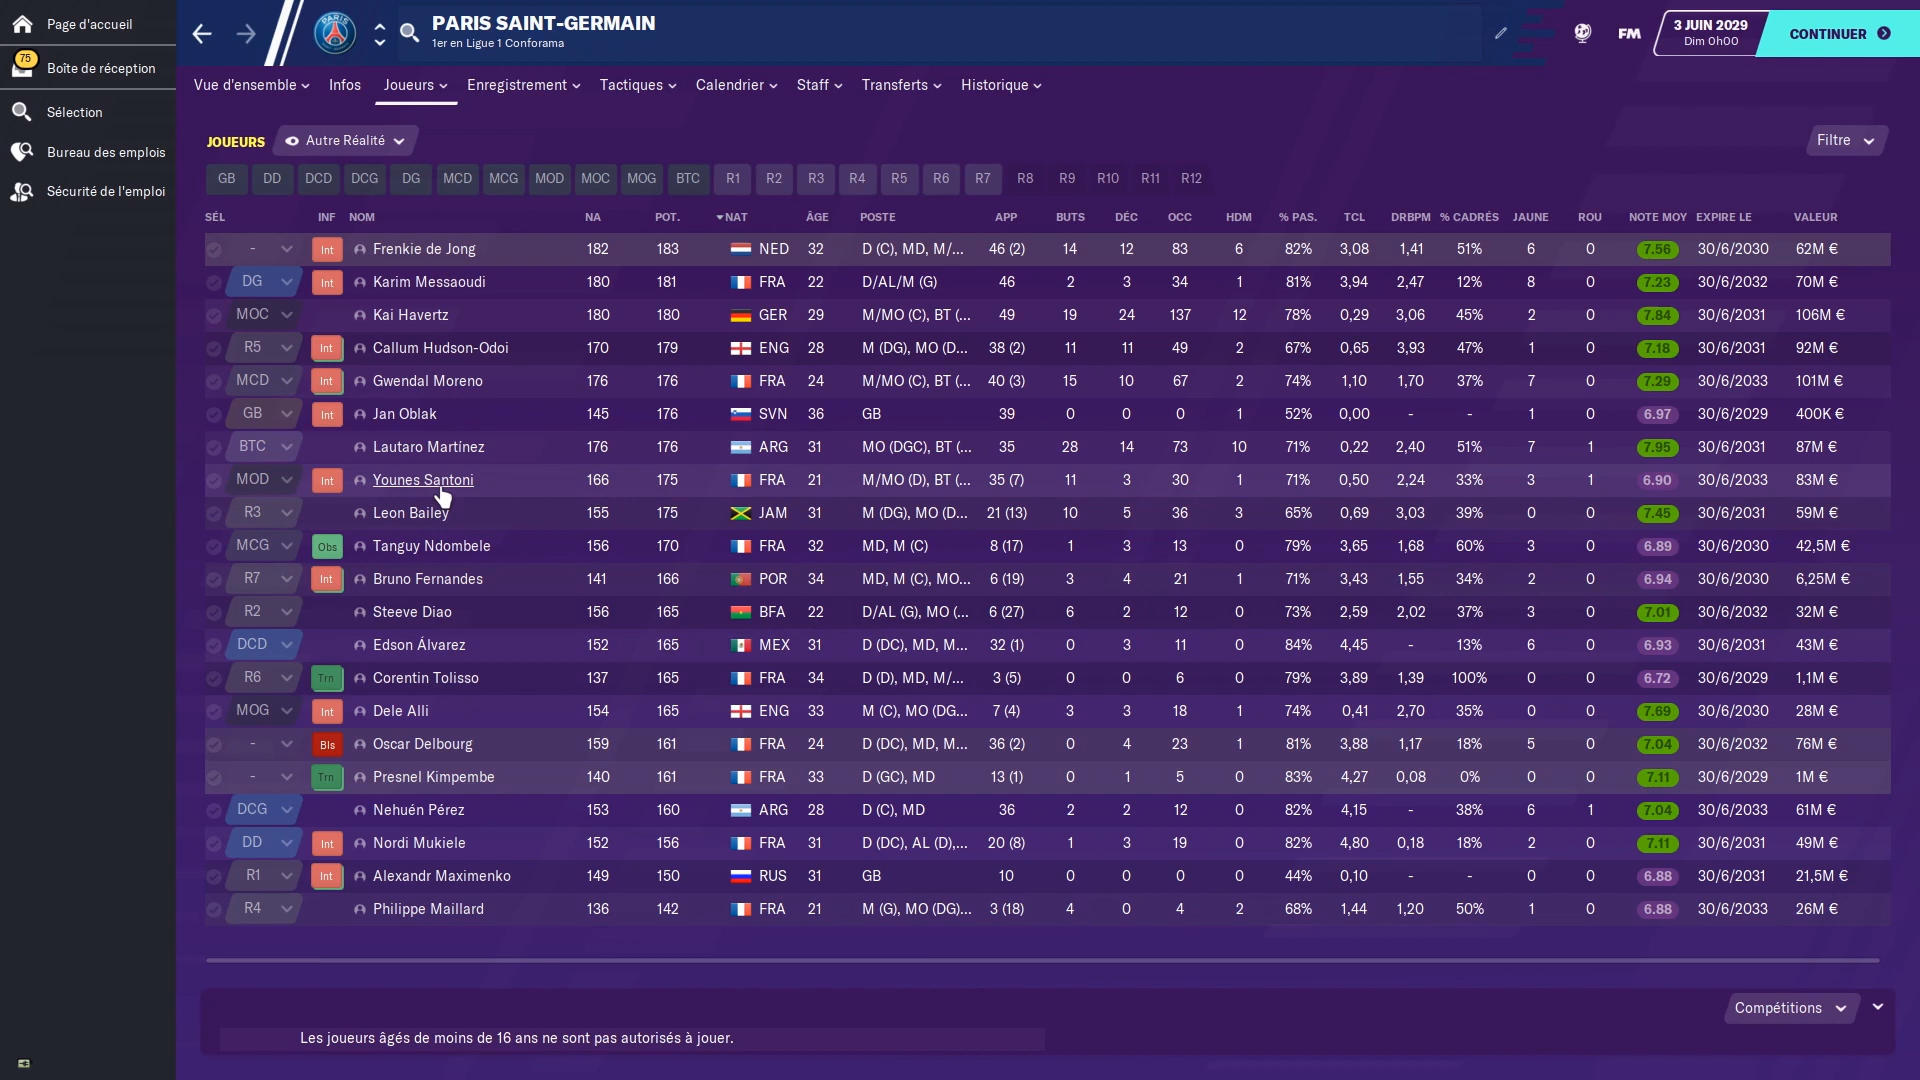 Page d'accueil
75
Boîte de réception
Sélection
Bureau des emplois
Sécurité de l'emploi
PARIS SAINT-GERMAIN
1er en Ligue 1 Conforama
FM
3 JUIN 2029
Dim 0h00
CONTINUER
Vue d'ensemble Infos Joueurs Enregistrement Tactiques Calendrier Staff Transferts Historique
JOUEURS Autre Réalité Filtre
GB DD DCD DCG DG MCD MCG MOD MOC MOG BTC R1 R2 R3 R4 R5 R6 R7 R8 R9 R10 R11 R12
SÉL INF NOM NA POT. NAT ÂGE POSTE APP BUTS DÉC OCC HDM % PAS. TCL DRBPM % CADRÉS JAUNE ROU NOTE MOY EXPIRE LE VALEUR
- Int Frenkie de Jong 182 183 NED 32 D (C), MD, M/... 46 (2) 14 12 83 6 82% 3,08 1,41 51% 6 0 7.56 30/6/2030 62M €
DG Int Karim Messaoudi 180 181 FRA 22 D/AL/M (G) 46 2 3 34 1 81% 3,94 2,47 12% 8 0 7.23 30/6/2032 70M €
MOC Kai Havertz 180 180 GER 29 M/MO (C), BT (... 49 19 24 137 12 78% 0,29 3,06 45% 2 0 7.84 30/6/2031 106M €
R5 Int Callum Hudson-Odoi 170 179 ENG 28 M (DG), MO (D... 38 (2) 11 11 49 2 67% 0,65 3,93 47% 1 0 7.18 30/6/2031 92M €
MCD Int Gwendal Moreno 176 176 FRA 24 M/MO (C), BT (... 40 (3) 15 10 67 2 74% 1,10 1,70 37% 7 0 7.29 30/6/2033 101M €
GB Int Jan Oblak 145 176 SVN 36 GB 39 0 0 0 1 52% 0,00 - - 1 0 6.97 30/6/2029 400K €
BTC Lautaro Martínez 176 176 ARG 31 MO (DGC), BT (... 35 28 14 73 10 71% 0,22 2,40 51% 7 1 7.95 30/6/2031 87M €
MOD Int Younes Santoni 166 175 FRA 21 M/MO (D), BT (... 35 (7) 11 3 30 1 71% 0,50 2,24 33% 3 1 6.90 30/6/2033 83M €
R3 Leon Bailey 155 175 JAM 31 M (DG), MO (D... 21 (13) 10 5 36 3 65% 0,69 3,03 39% 0 0 7.45 30/6/2031 59M €
MCG Obs Tanguy Ndombele 156 170 FRA 32 MD, M (C) 8 (17) 1 3 13 0 79% 3,65 1,68 60% 3 0 6.89 30/6/2030 42,5M €
R7 Int Bruno Fernandes 141 166 POR 34 MD, M (C), MO... 6 (19) 3 4 21 1 71% 3,43 1,55 34% 2 0 6.94 30/6/2030 6,25M €
R2 Steeve Diao 156 165 BFA 22 D/AL (G), MO (... 6 (27) 6 2 12 0 73% 2,59 2,02 37% 3 0 7.01 30/6/2032 32M €
DCD Edson Álvarez 152 165 MEX 31 D (DC), MD, M... 32 (1) 0 3 11 0 84% 4,45 - 13% 6 0 6.93 30/6/2031 43M €
R6 Trn Corentin Tolisso 137 165 FRA 34 D (D), MD, M/... 3 (5) 0 0 6 0 79% 3,89 1,39 100% 0 0 6.72 30/6/2029 1,1M €
MOG Int Dele Alli 154 165 ENG 33 M (C), MO (DG... 7 (4) 3 3 18 1 74% 0,41 2,70 35% 0 0 7.69 30/6/2030 28M €
- Bls Oscar Delbourg 159 161 FRA 24 D (DC), MD, M... 36 (2) 0 4 23 1 81% 3,88 1,17 18% 5 0 7.04 30/6/2032 76M €
- Trn Presnel Kimpembe 140 161 FRA 33 D (GC), MD 13 (1) 0 1 5 0 83% 4,27 0,08 0% 0 0 7.11 30/6/2029 1M €
DCG Nehuén Pérez 153 160 ARG 28 D (C), MD 36 2 2 12 0 82% 4,15 - 38% 6 1 7.04 30/6/2033 61M €
DD Int Nordi Mukiele 152 156 FRA 31 D (DC), AL (D),... 20 (8) 1 3 19 0 82% 4,80 0,18 18% 2 0 7.11 30/6/2031 49M €
R1 Int Alexandr Maximenko 149 150 RUS 31 GB 10 0 0 0 0 44% 0,10 - - 0 0 6.88 30/6/2031 21,5M €
R4 Philippe Maillard 136 142 FRA 21 M (G), MO (DG)... 3 (18) 4 0 4 2 68% 1,44 1,20 50% 1 0 6.88 30/6/2033 26M €
Compétitions
Les joueurs âgés de moins de 16 ans ne sont pas autorisés à jouer.